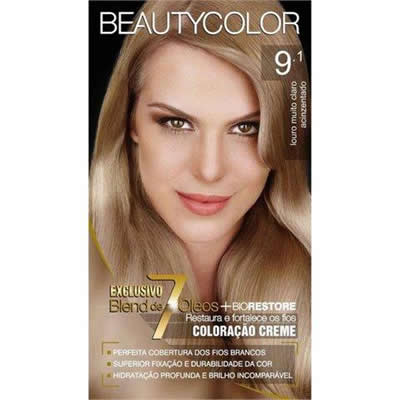 BEAUTYCOLOR
9.1
louro muito claro
acinzentado
EXCLUSIVO
Blend de 7 Óleos + BIORESTORE
Restaura e fortalece os fios
COLORAÇÃO CREME
PERFEITA COBERTURA DOS FIOS BRANCOS
SUPERIOR FIXAÇÃO E DURABILIDADE DA COR
HIDRATAÇÃO PROFUNDA E BRILHO INCOMPARÁVEL